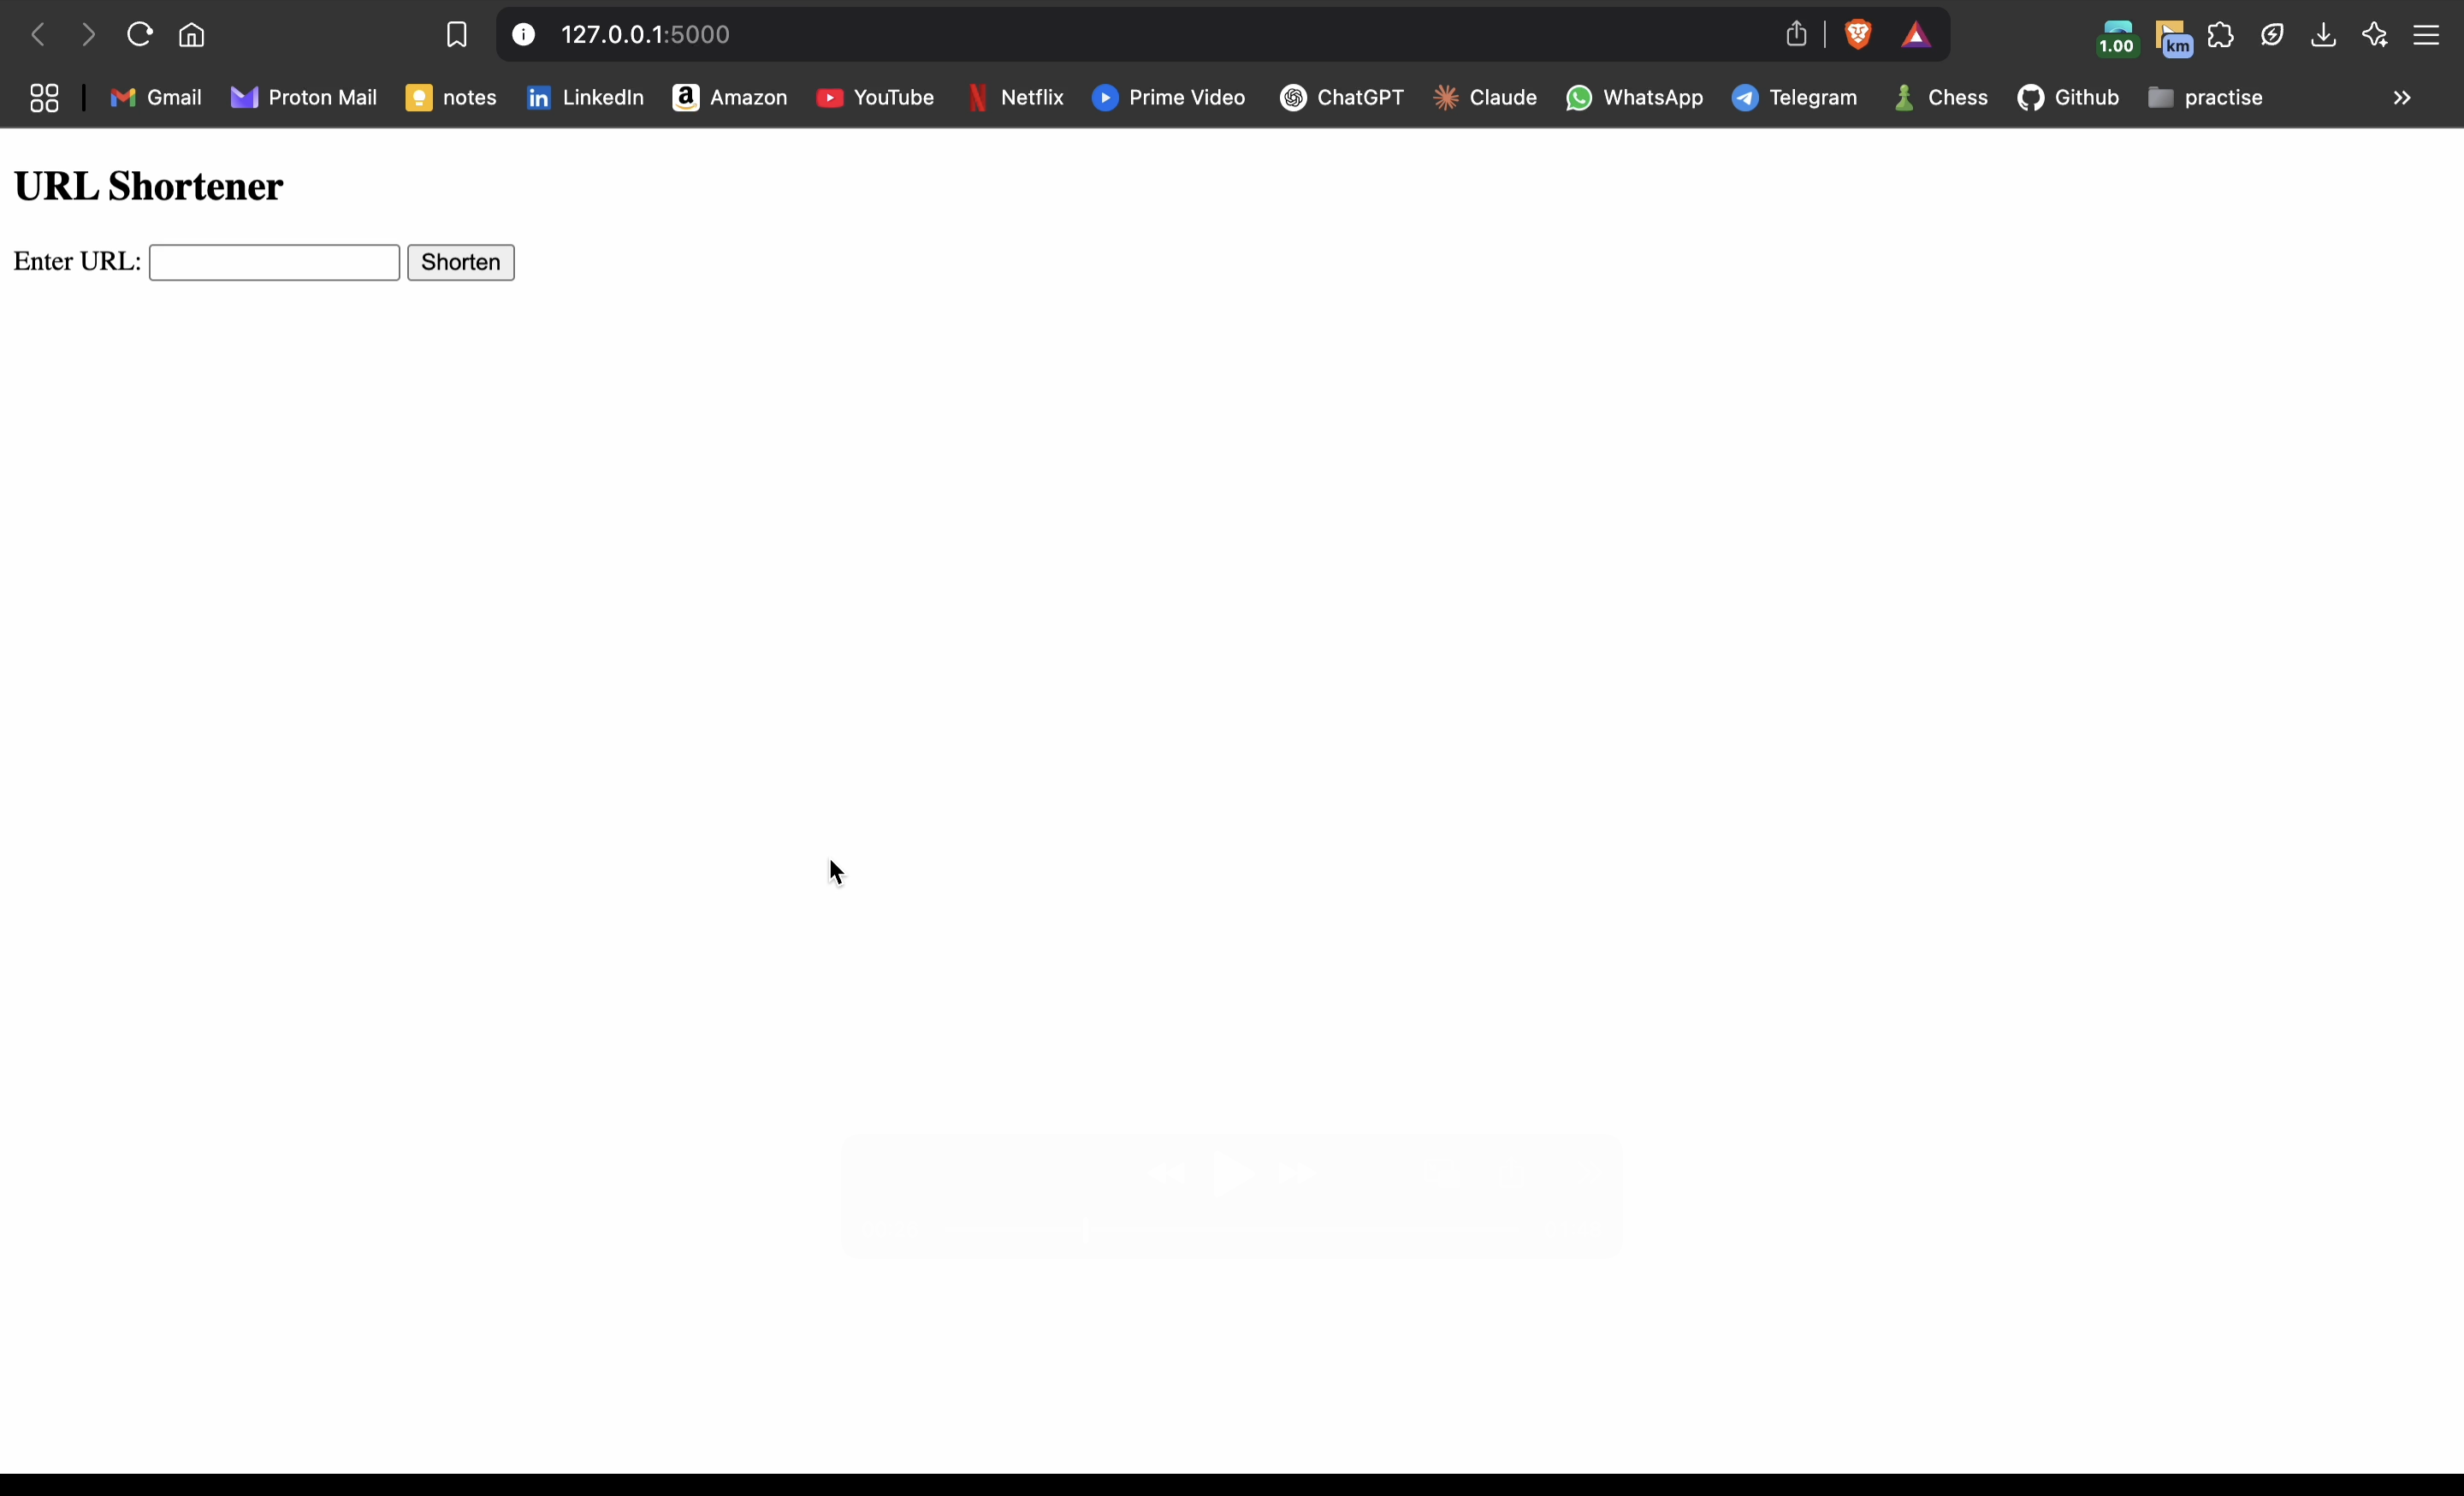 127.0.0.1:5000
1.00
km
Gmail Proton Mail notes LinkedIn Amazon YouTube Netflix Prime Video ChatGPT Claude WhatsApp Telegram Chess Github practise
URL Shortener
Enter URL: Shorten